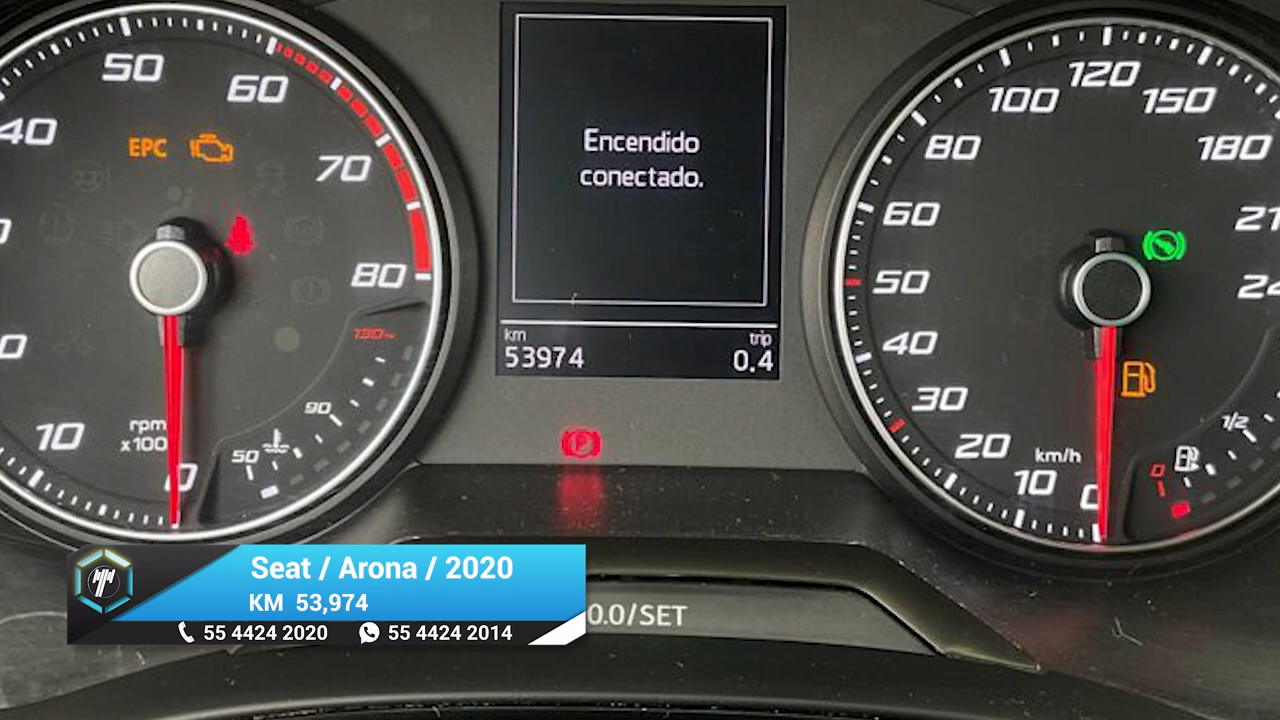 50
60
40
70
80
EPC
130
90
50
10
rpm
x100
0
Encendido
conectado.
km
trip
53974
0.4
P
120
100
150
80
180
60
50
40
30
20
10
0
km/h
1/2
0
Seat / Arona / 2020
KM 53,974
55 4424 2020
55 4424 2014
0.0/SET